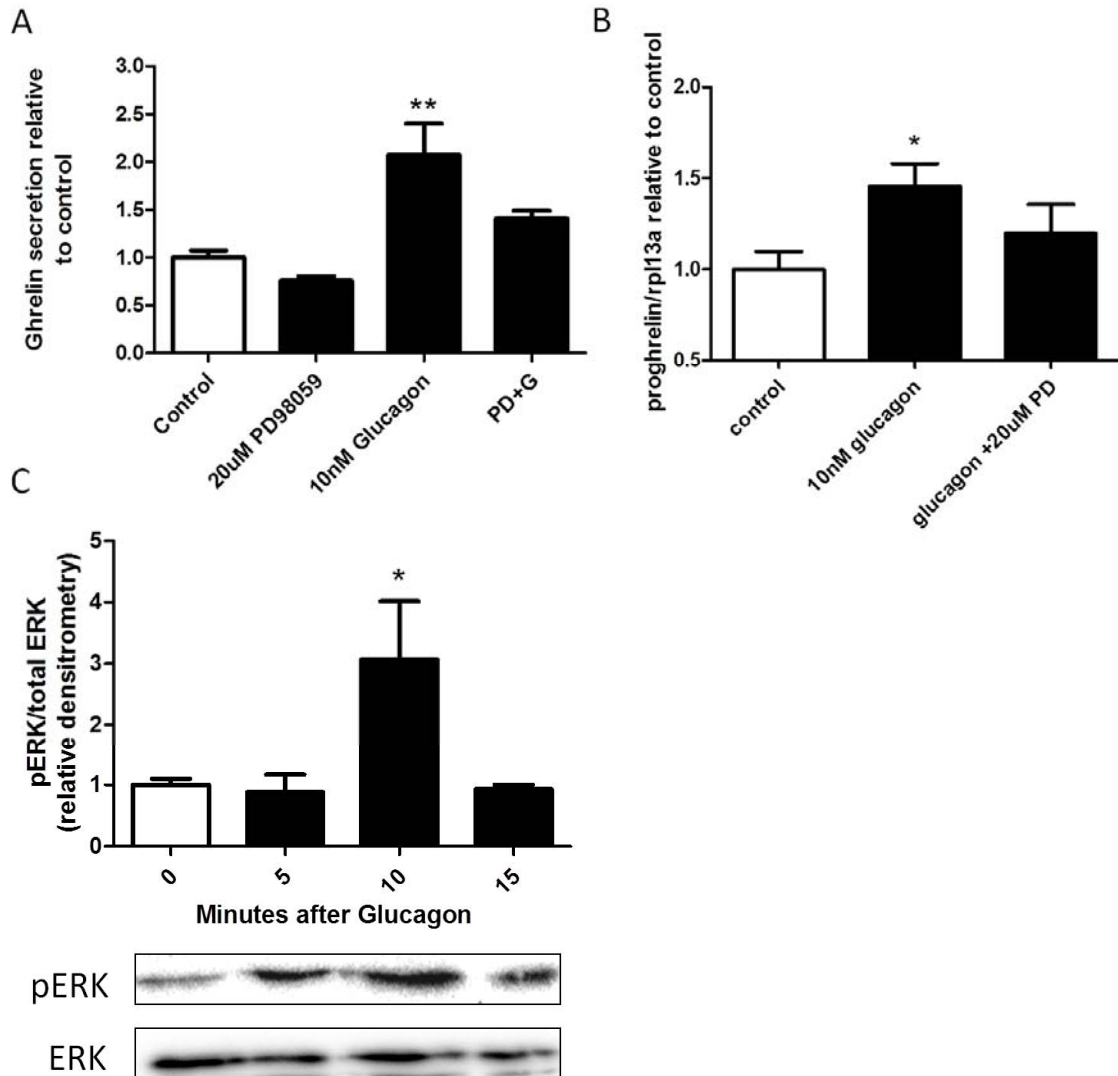 A
Ghrelin secretion relative
to control
3.0
2.5
2.0
1.5
1.0
0.5
0.0
**
Control
20uM PD98059
10nM Glucagon
PD+G
B
proghrelin/rpl13a relative to control
2.0
1.5
1.0
0.5
*
control
10nM glucagon
glucagon +20uM PD
C
pERK/total ERK
(relative densitrometry)
5
4
3
2
1
0
*
0
5
10
15
Minutes after Glucagon
pERK
ERK